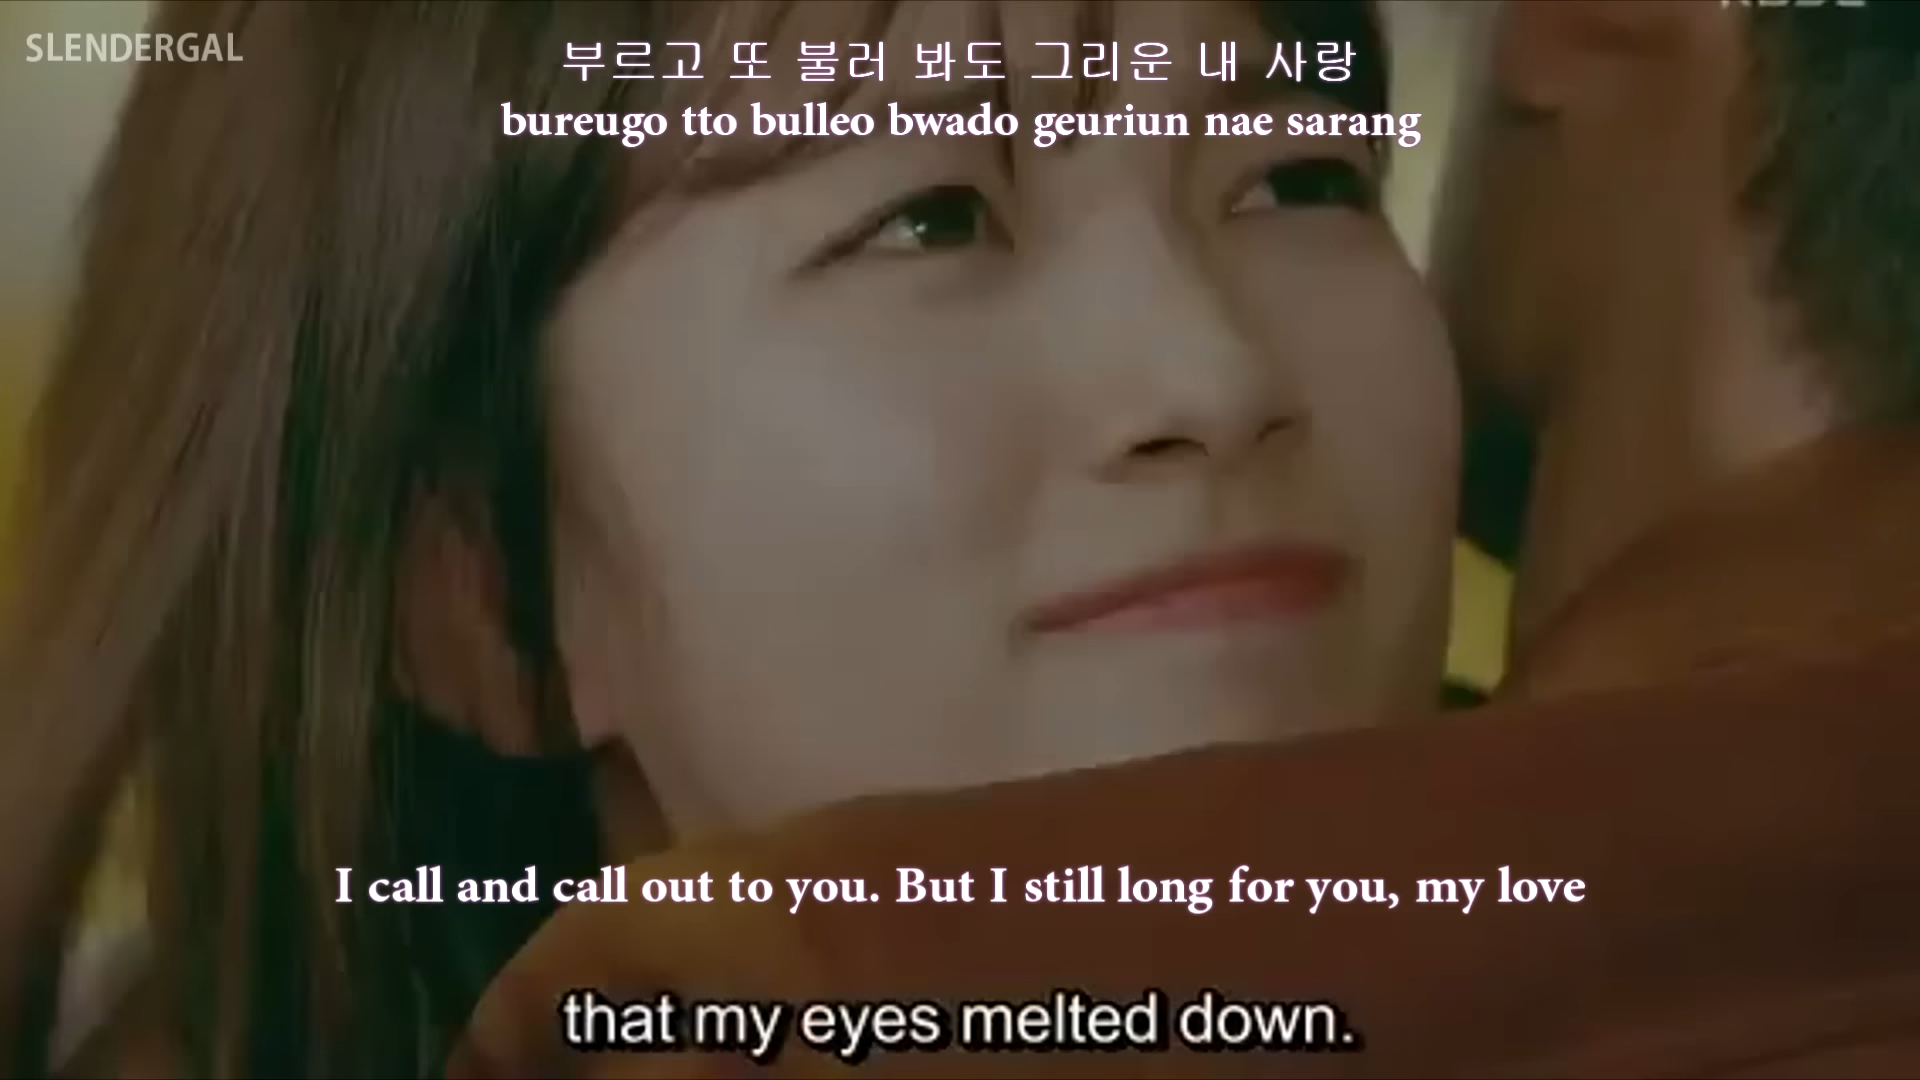 SLENDERGAL
부르고 또 불러 봐도 그리운 내 사랑
bureugo tto bulleo bwado geuriun nae sarang
I call and call out to you. But I still long for you, my love
that my eyes melted down.